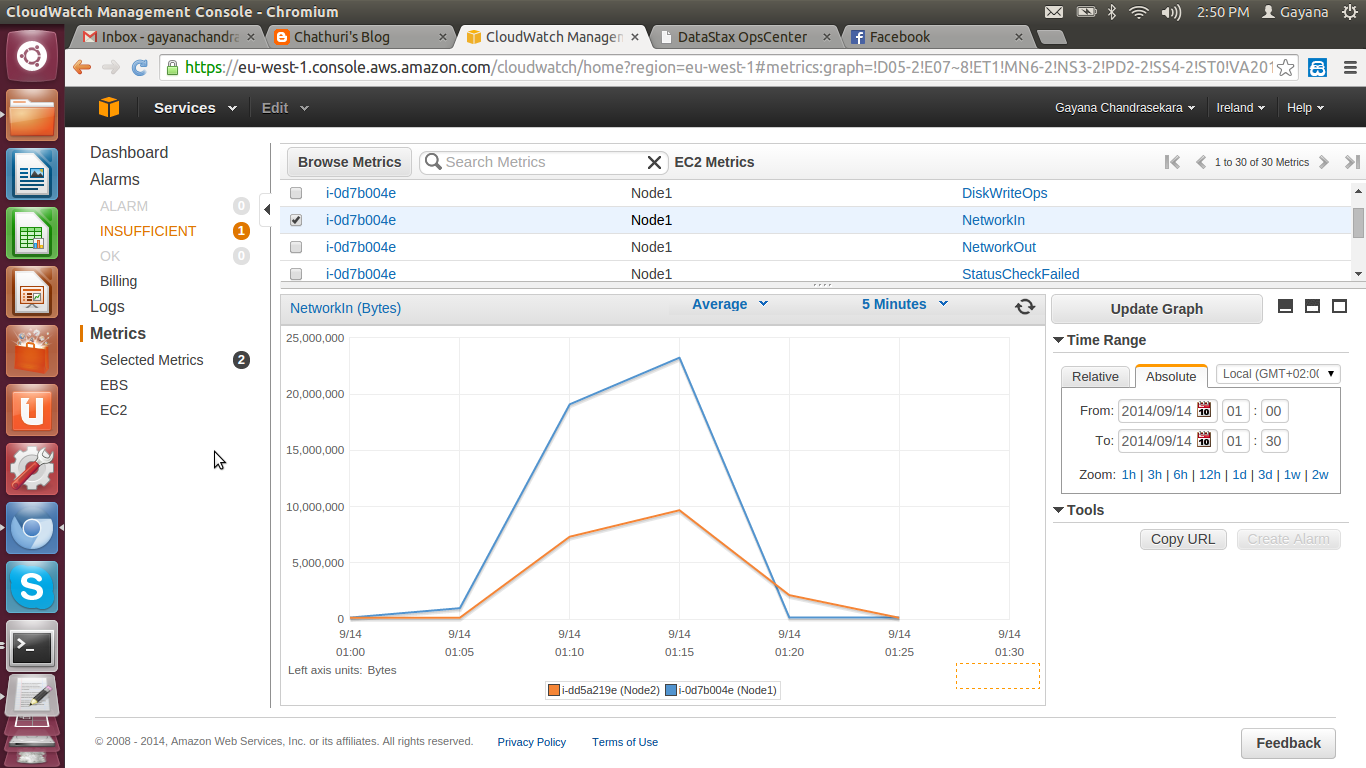 CloudWatch Management Console - Chromium
2:50 PM Gayana
Inbox - gayanachandra
Chathuri's Blog
CloudWatch Managem
DataStax OpsCenter
Facebook
https://eu-west-1.console.aws.amazon.com/cloudwatch/home?region=eu-west-1#metrics:graph=!D05-2!E07~8!ET1!MN6-2!NS3-2!PD2-2!SS4-2!ST0!VA201
Services Edit Gayana Chandrasekara Ireland Help
Dashboard
Alarms
ALARM 0
INSUFFICIENT 1
OK 0
Billing
Logs
Metrics
Selected Metrics 2
EBS
EC2
Browse Metrics Search Metrics EC2 Metrics 1 to 30 of 30 Metrics
i-0d7b004e Node1 DiskWriteOps
i-0d7b004e Node1 NetworkIn
i-0d7b004e Node1 NetworkOut
i-0d7b004e Node1 StatusCheckFailed
NetworkIn (Bytes) Average 5 Minutes
25,000,000
20,000,000
15,000,000
10,000,000
5,000,000
0
9/14 9/14 9/14 9/14 9/14 9/14 9/14
01:00 01:05 01:10 01:15 01:20 01:25 01:30
Left axis units: Bytes
i-dd5a219e (Node2) i-0d7b004e (Node1)
Update Graph
Time Range
Relative Absolute Local (GMT+02:00
From: 2014/09/14 10 01 : 00
To: 2014/09/14 10 01 : 30
Zoom: 1h | 3h | 6h | 12h | 1d | 3d | 1w | 2w
Tools
Copy URL Create Alarm
© 2008 - 2014, Amazon Web Services, Inc. or its affiliates. All rights reserved. Privacy Policy Terms of Use
Feedback